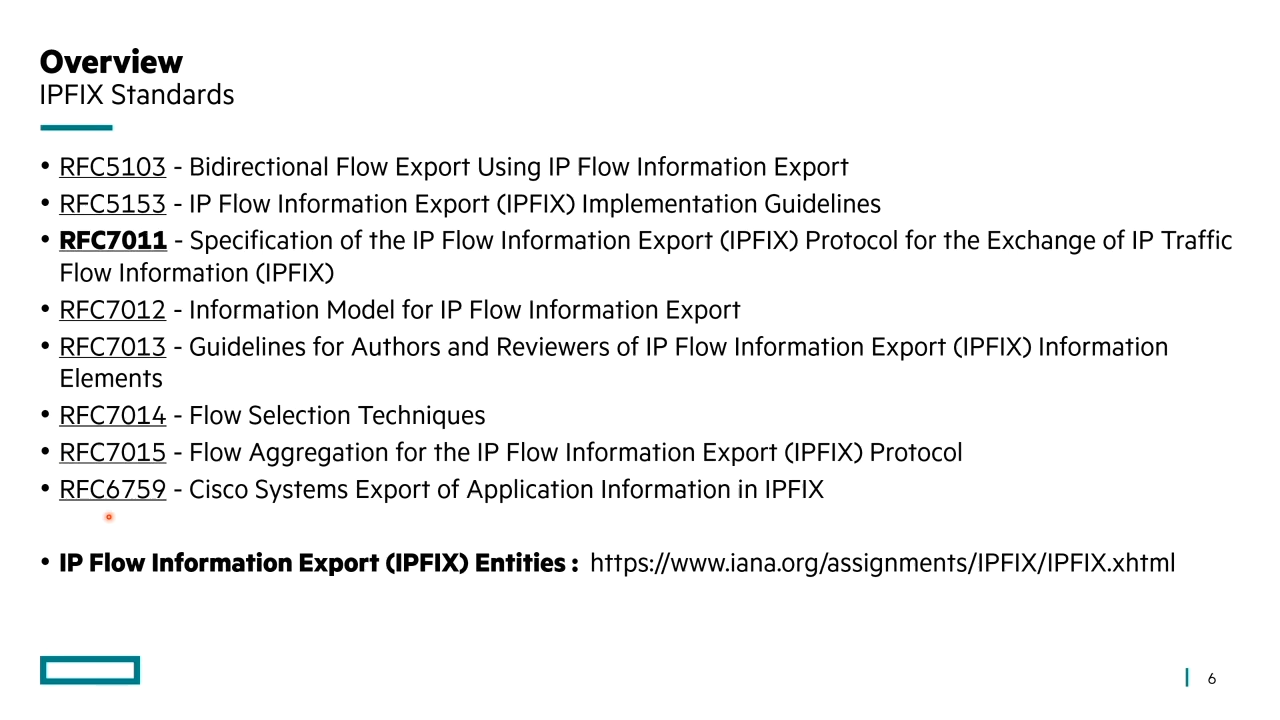 Overview
IPFIX Standards
• RFC5103 - Bidirectional Flow Export Using IP Flow Information Export
• RFC5153 - IP Flow Information Export (IPFIX) Implementation Guidelines
• RFC7011 - Specification of the IP Flow Information Export (IPFIX) Protocol for the Exchange of IP Traffic
Flow Information (IPFIX)
• RFC7012 - Information Model for IP Flow Information Export
• RFC7013 - Guidelines for Authors and Reviewers of IP Flow Information Export (IPFIX) Information
Elements
• RFC7014 - Flow Selection Techniques
• RFC7015 - Flow Aggregation for the IP Flow Information Export (IPFIX) Protocol
• RFC6759 - Cisco Systems Export of Application Information in IPFIX
• IP Flow Information Export (IPFIX) Entities : https://www.iana.org/assignments/IPFIX/IPFIX.xhtml
6